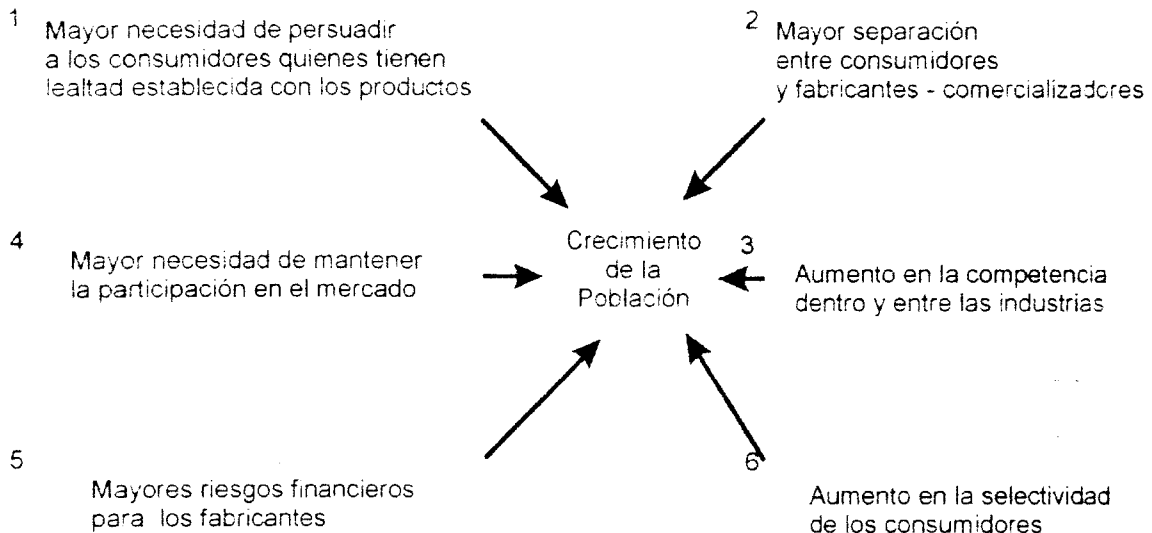 1
Mayor necesidad de persuadir
a los consumidores quienes tienen
lealtad establecida con los productos
2
Mayor separación
entre consumidores
y fabricantes - comercializadores
4
Mayor necesidad de mantener
la participación en el mercado
Crecimiento
de la
Población
3
Aumento en la competencia
dentro y entre las industrias
5
Mayores riesgos financieros
para los fabricantes
6
Aumento en la selectividad
de los consumidores